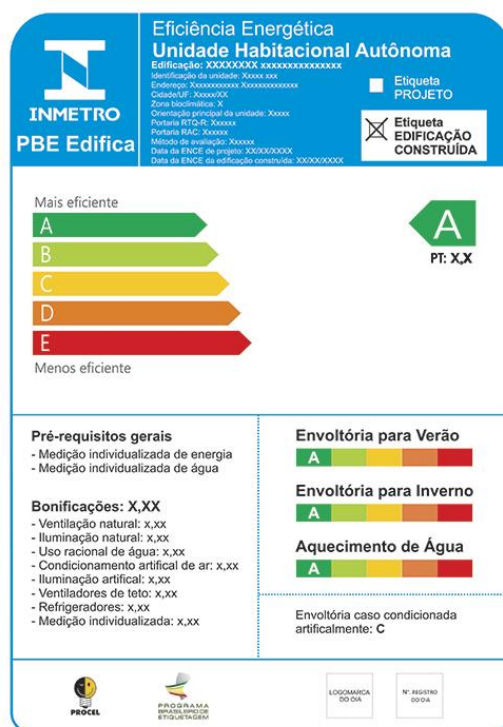 Eficiência Energética
Unidade Habitacional Autônoma
Edificação: XXXXXXXX xxxxxxxxxxxxxxx
Identificação da unidade: Xxxxx xxx
Endereço: Xxxxxxxxxxxx Xxxxxxxxxxxxxx
Cidade/UF: Xxxxx/XX
Zona bioclimática: X
Orientação principal da unidade: Xxxxx
Portaria RTQ-R: Xxxxxx
Portaria RAC: Xxxxxx
Método de avaliação: Xxxxxx
Data da ENCE de projeto: XX/XX/XXXX
Data da ENCE da edificação construída: XX/XX/XXXX
INMETRO
PBE Edifica
Etiqueta
PROJETO
Etiqueta
EDIFICAÇÃO
CONSTRUÍDA
Mais eficiente
A
B
C
D
E
Menos eficiente
A
PT: X,X
Pré-requisitos gerais
- Medição individualizada de energia
- Medição individualizada de água
Bonificações: X,XX
- Ventilação natural: x,xx
- Iluminação natural: x,xx
- Uso racional de água: x,xx
- Condicionamento artifical de ar: x,xx
- Iluminação artifical: x,xx
- Ventiladores de teto: x,xx
- Refrigeradores: x,xx
- Medição individualizada: x,xx
Envoltória para Verão
A
Envoltória para Inverno
A
Aquecimento de Água
A
Envoltória caso condicionada
artificalmente: C
PROCEL
PROGRAMA
BRASILEIRO DE
ETIQUETAGEM
LOGOMARCA
DO OIA
N°. REGISTRO
DO OIA